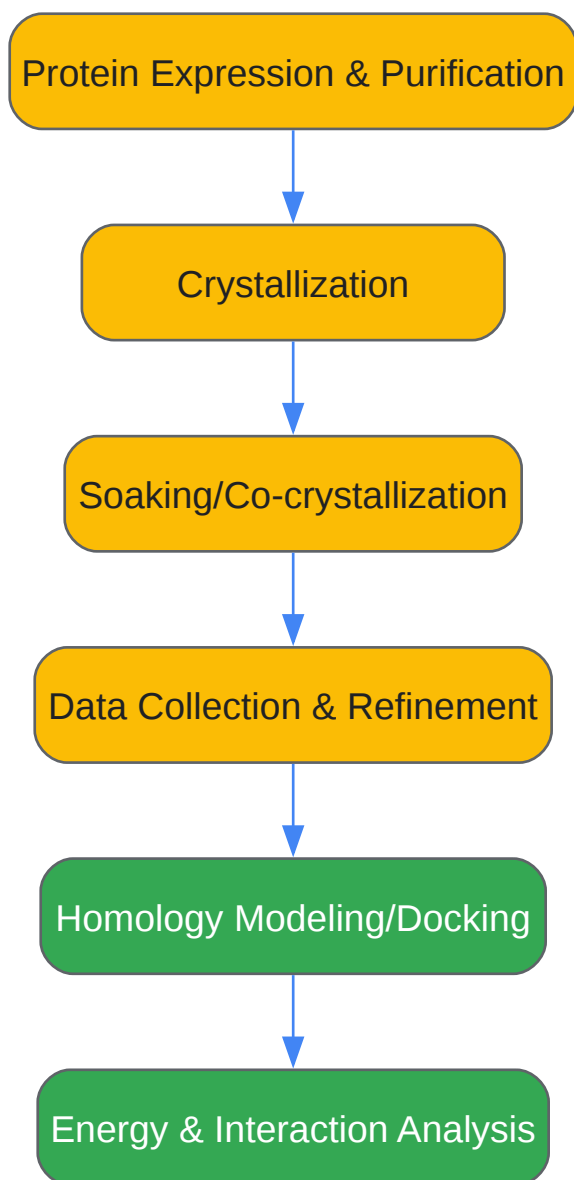 Protein Expression & Purification
Crystallization
Soaking/Co-crystallization
Data Collection & Refinement
Homology Modeling/Docking
Energy & Interaction Analysis